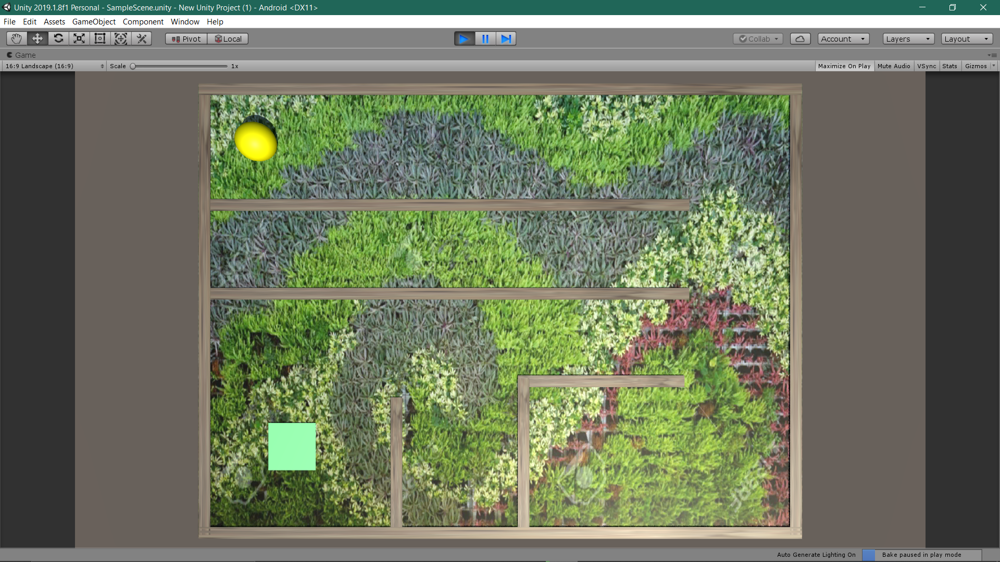 Unity 2019.1.8f1 Personal - SampleScene.unity - New Unity Project (1) - Android <DX11>
File Edit Assets GameObject Component Window Help
Pivot Local Collab Account Layers Layout
Game
16:9 Landscape (16:9) Scale 1x Maximize On Play Mute Audio VSync Stats Gizmos
Auto Generate Lighting On Bake paused in play mode